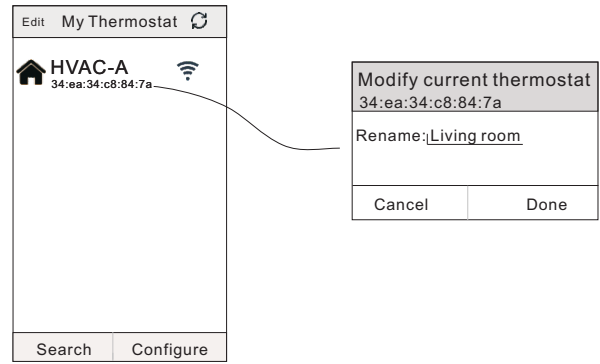 Edit My Thermostat
HVAC-A
34:ea:34:c8:84:7a
Search Configure
Modify current thermostat
34:ea:34:c8:84:7a
Rename: Living room
Cancel Done